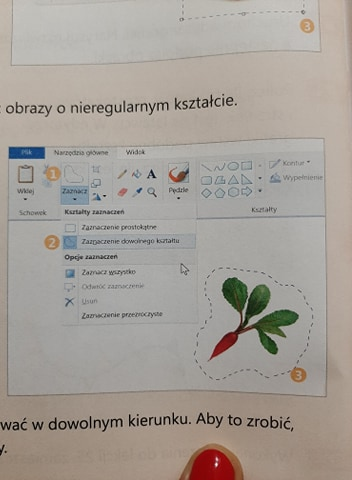 3
obrazy o nieregularnym kształcie.
Plik Narzędzia główne Widok
1
Wklej Zaznacz A Pędzle Kontur Wypełnienie
Schowek Kształty
Kształty zaznaczeń
Zaznaczenie prostokątne
2 Zaznaczenie dowolnego kształtu
Opcje zaznaczeń
Zaznacz wszystko
Odwróć zaznaczenie
Usuń
Zaznaczenie przezroczyste
3
wać w dowolnym kierunku. Aby to zrobić,
y.